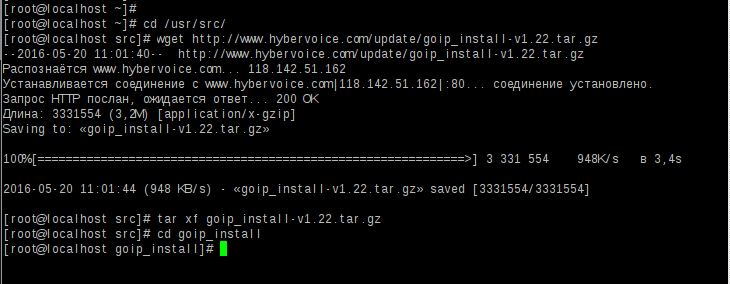 [root@localhost ~]#
[root@localhost ~]# cd /usr/src/
[root@localhost src]# wget http://www.hybervoice.com/update/goip_install-v1.22.tar.gz
--2016-05-20 11:01:40-- http://www.hybervoice.com/update/goip_install-v1.22.tar.gz
Распознаётся www.hybervoice.com... 118.142.51.162
Устанавливается соединение с www.hybervoice.com|118.142.51.162|:80... соединение установлено.
Запрос HTTP послан, ожидается ответ... 200 OK
Длина: 3331554 (3,2M) [application/x-gzip]
Saving to: «goip_install-v1.22.tar.gz»
100%[=============================================================>] 3 331 554 948K/s в 3,4s
2016-05-20 11:01:44 (948 KB/s) - «goip_install-v1.22.tar.gz» saved [3331554/3331554]
[root@localhost src]# tar xf goip_install-v1.22.tar.gz
[root@localhost src]# cd goip_install
[root@localhost goip_install]#